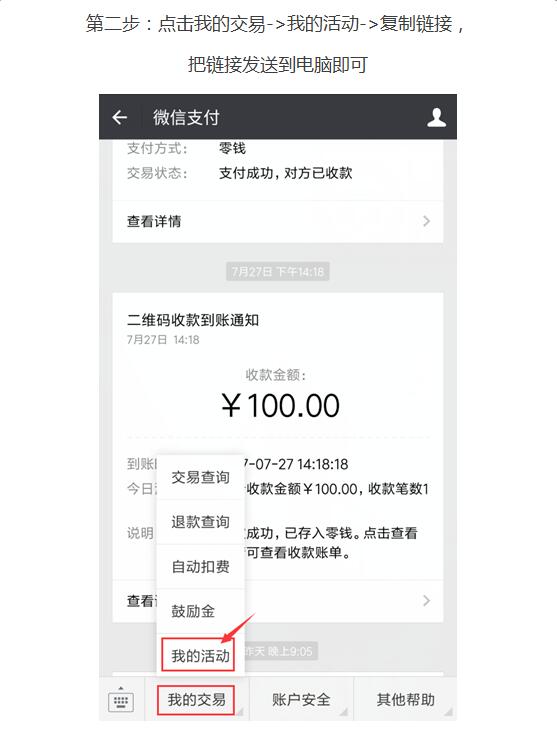 第二步：点击我的交易->我的活动->复制链接，
把链接发送到电脑即可
微信支付
支付方式： 零钱
交易状态： 支付成功，对方已收款
查看详情
7月27日 下午14:18
二维码收款到账通知
7月27日 14:18
收款金额：
￥100.00
到账 7-07-27 14:18:18
今日 收款金额￥100.00，收款笔数1
说明 成功，已存入零钱。点击查看
可查看收款账单。
查看
昨天 晚上9:05
交易查询
退款查询
自动扣费
鼓励金
我的活动
我的交易 账户安全 其他帮助